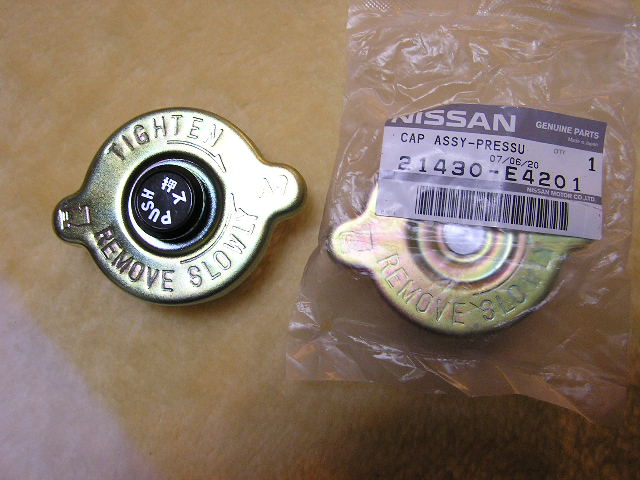 TIGHTEN
PUSH
押
REMOVE SLOWLY
NISSAN
GENUINE PARTS
Made in Japan
CAP ASSY-PRESSU
QTY
1
07/06/20
21430-E4201
NISSAN MOTOR CO.,LTD.
REMOVE SLOWLY